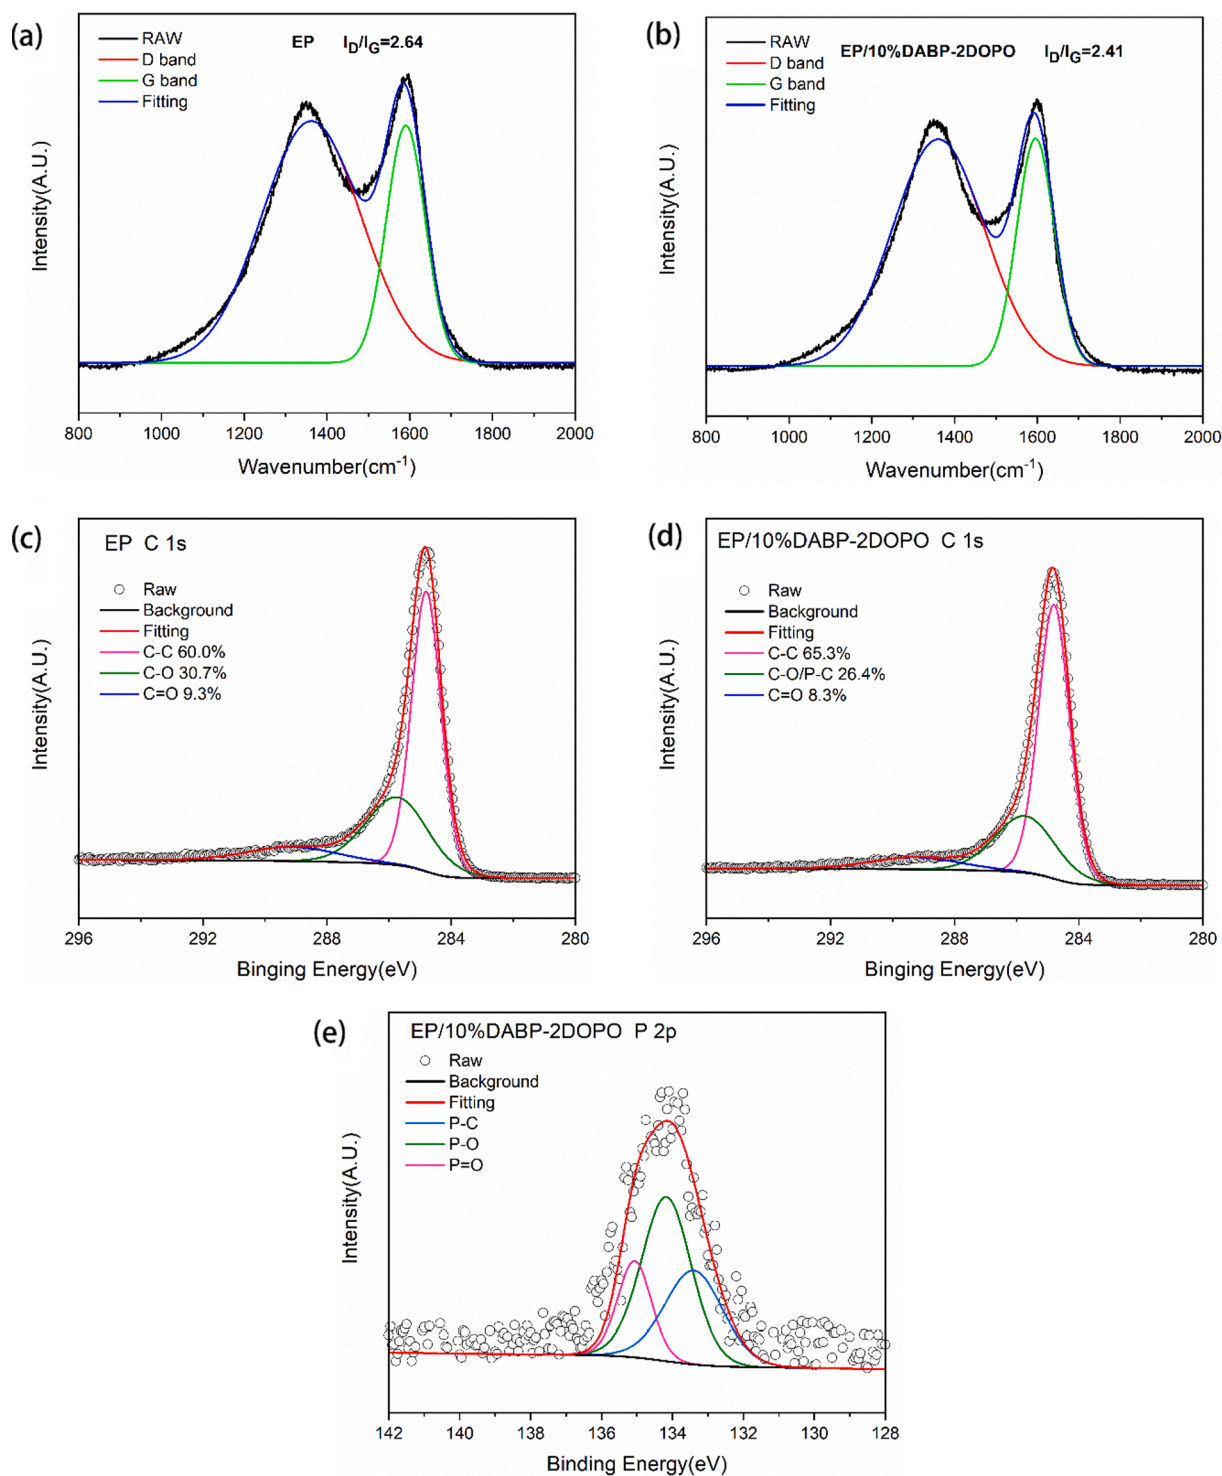 (a)
EP I_D/I_G=2.64
RAW
D band
G band
Fitting
Intensity(A.U.)
800 1000 1200 1400 1600 1800 2000
Wavenumber(cm⁻¹)
(b)
EP/10%DABP-2DOPO I_D/I_G=2.41
RAW
D band
G band
Fitting
Intensity(A.U.)
800 1000 1200 1400 1600 1800 2000
Wavenumber(cm⁻¹)
(c)
EP C 1s
Raw
Background
Fitting
C-C 60.0%
C-O 30.7%
C=O 9.3%
Intensity(A.U.)
296 292 288 284 280
Binging Energy(eV)
(d)
EP/10%DABP-2DOPO C 1s
Raw
Background
Fitting
C-C 65.3%
C-O/P-C 26.4%
C=O 8.3%
Intensity(A.U.)
296 292 288 284 280
Binging Energy(eV)
(e)
EP/10%DABP-2DOPO P 2p
Raw
Background
Fitting
P-C
P-O
P=O
Intensity(A.U.)
142 140 138 136 134 132 130 128
Binding Energy(eV)